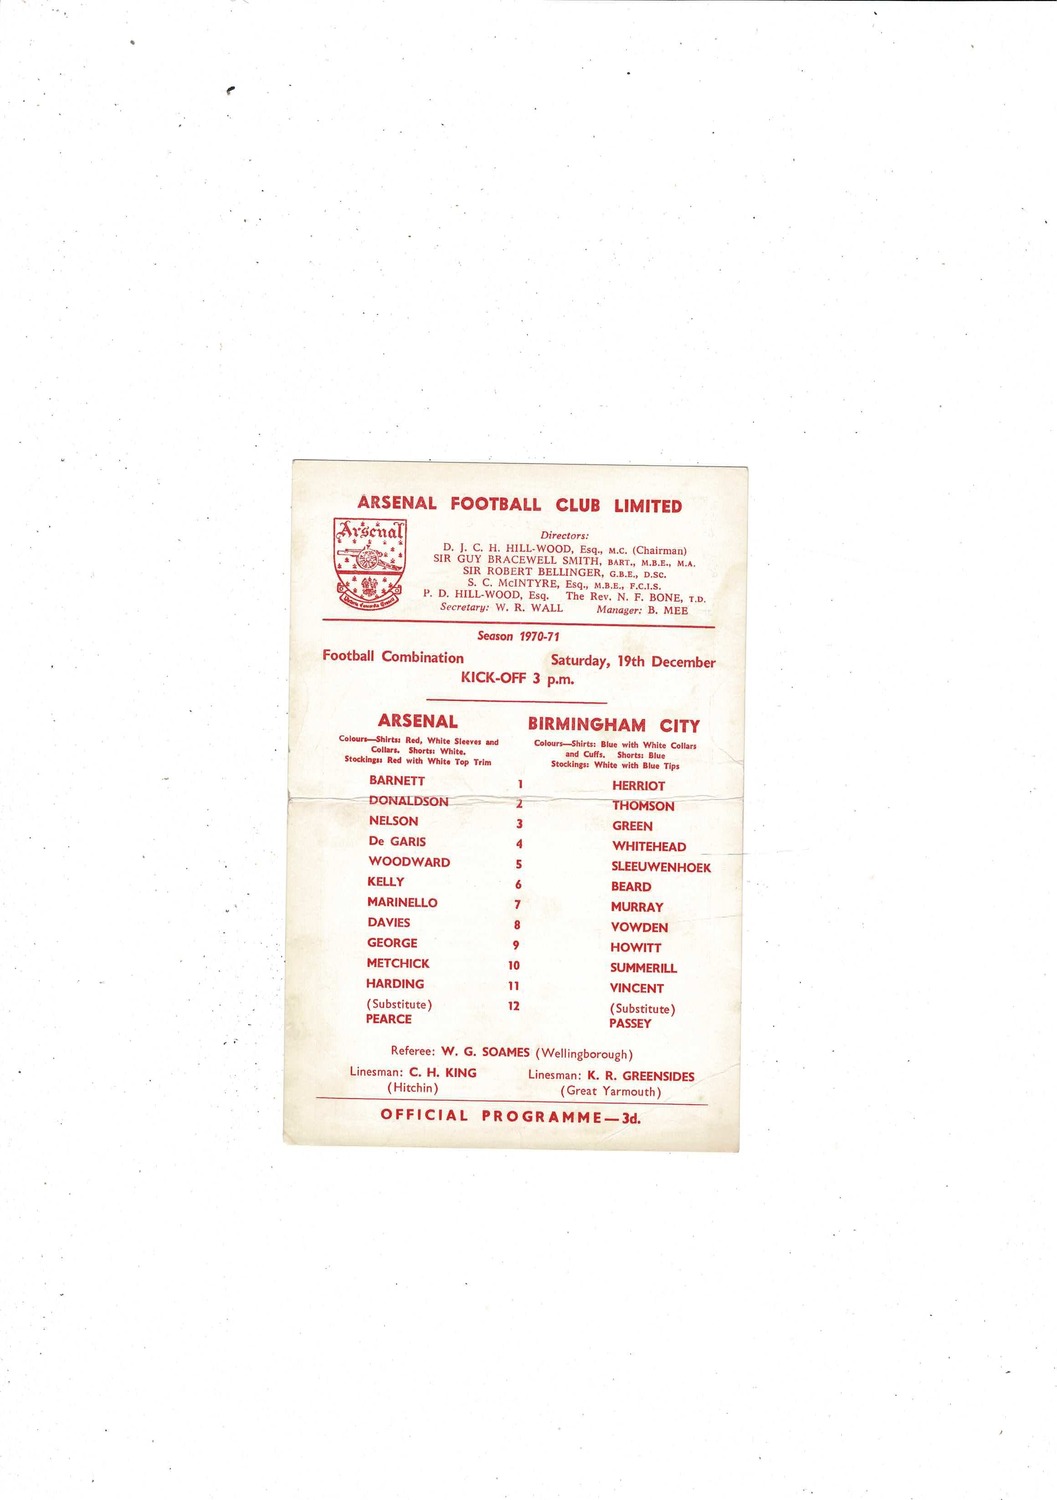 ARSENAL FOOTBALL CLUB LIMITED
Arsenal
Directors:
D. J. C. H. HILL-WOOD, Esq., M.C. (Chairman)
SIR GUY BRACEWELL SMITH, BART., M.B.E., M.A.
SIR ROBERT BELLINGER, G.B.E., D.SC.
S. C. McINTYRE, Esq., M.B.E., F.C.I.S.
P. D. HILL-WOOD, Esq. The Rev. N. F. BONE, T.D.
Secretary: W. R. WALL Manager: B. MEE
Season 1970-71
Football Combination Saturday, 19th December
KICK-OFF 3 p.m.
ARSENAL BIRMINGHAM CITY
Colours—Shirts: Red, White Sleeves and
Collars. Shorts: White.
Stockings: Red with White Top Trim
Colours—Shirts: Blue with White Collars
and Cuffs. Shorts: Blue
Stockings: White with Blue Tips
BARNETT 1 HERRIOT
DONALDSON 2 THOMSON
NELSON 3 GREEN
De GARIS 4 WHITEHEAD
WOODWARD 5 SLEEUWENHOEK
KELLY 6 BEARD
MARINELLO 7 MURRAY
DAVIES 8 VOWDEN
GEORGE 9 HOWITT
METCHICK 10 SUMMERILL
HARDING 11 VINCENT
(Substitute) 12 (Substitute)
PEARCE PASSEY
Referee: W. G. SOAMES (Wellingborough)
Linesman: C. H. KING Linesman: K. R. GREENSIDES
(Hitchin) (Great Yarmouth)
OFFICIAL PROGRAMME—3d.